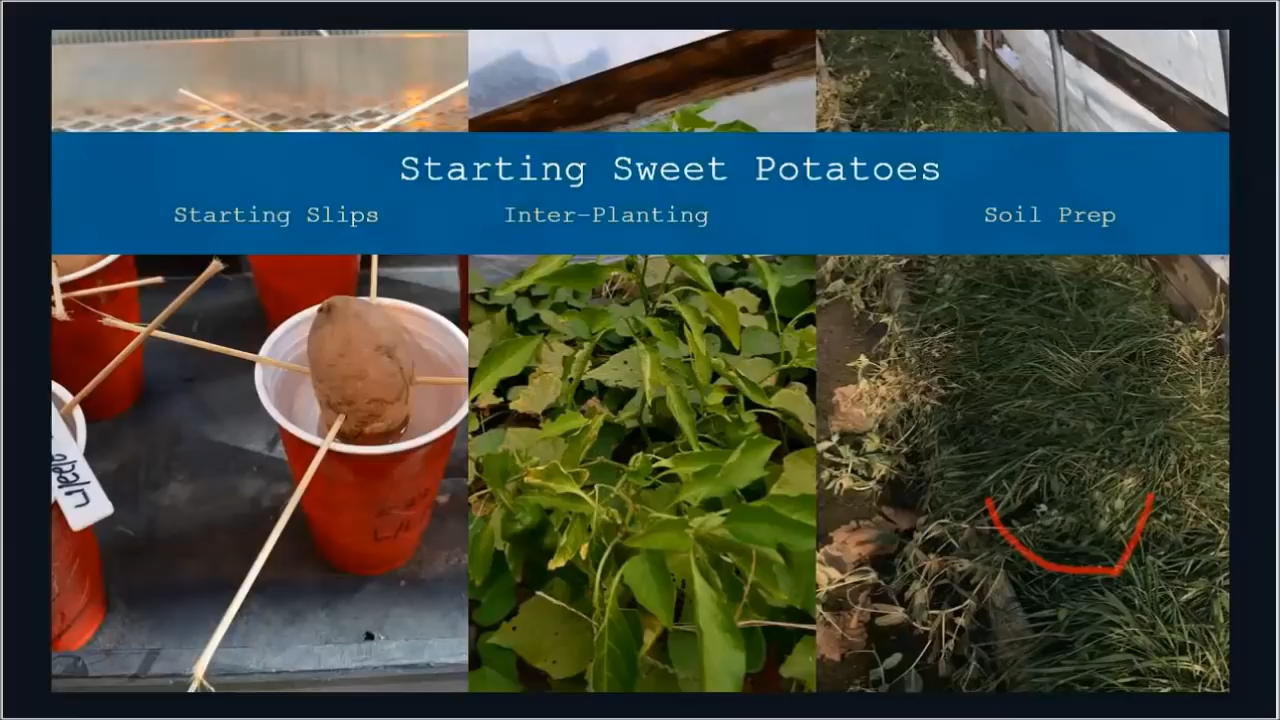 Starting Sweet Potatoes
Starting Slips
Inter-Planting
Soil Prep